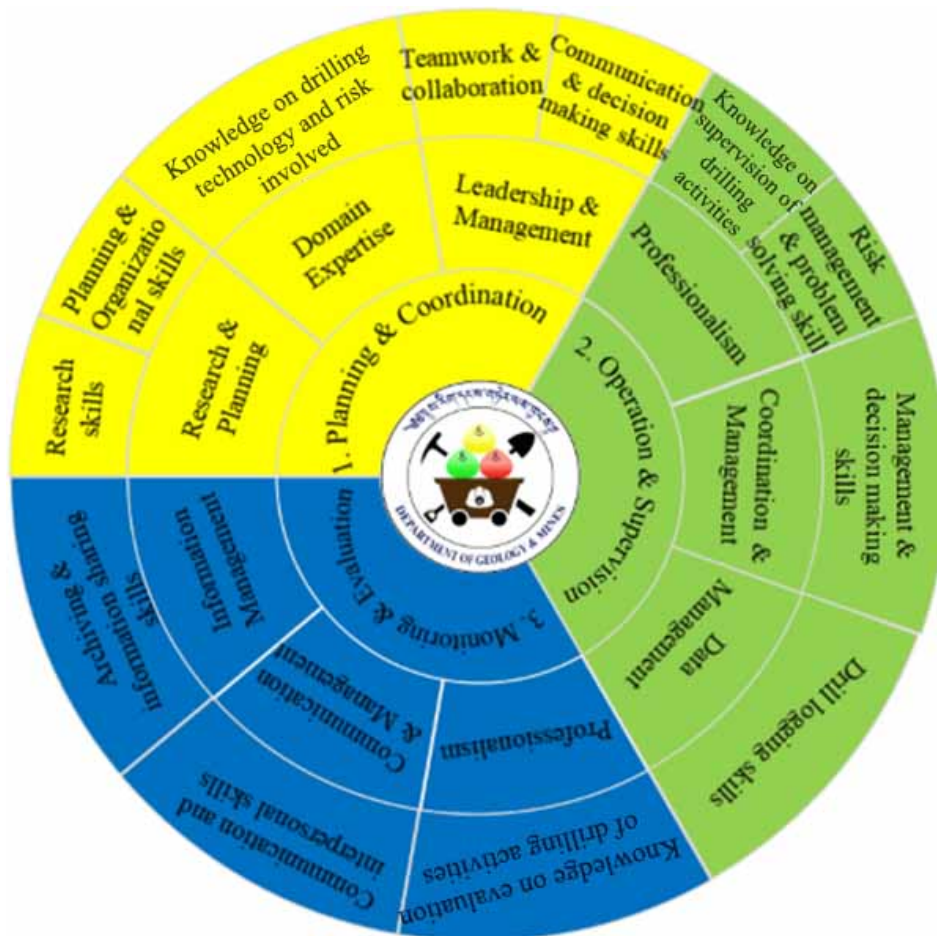 1. Planning & Coordination
Research &
Planning
Domain
Expertise
Leadership &
Management
Research
skills
Planning &
Organizatio
nal skills
Knowledge on drilling
technology and risk
involved
Teamwork &
collaboration
Communication
& decision
making skills
2. Operation & Supervision
Professionalism
Coordination &
Management
Data
Management
Knowledge on
supervision of
drilling
activities
Risk
management
& problem
solving skill
Management &
decision making
skills
Drill logging skills
3. Monitoring & Evaluation
Professionalism
Communication
& Management
Information
Management
Knowledge on evaluation
of drilling activities
Communication and
interpersonal skills
Archiving &
information sharing
skills
DEPARTMENT OF GEOLOGY & MINES